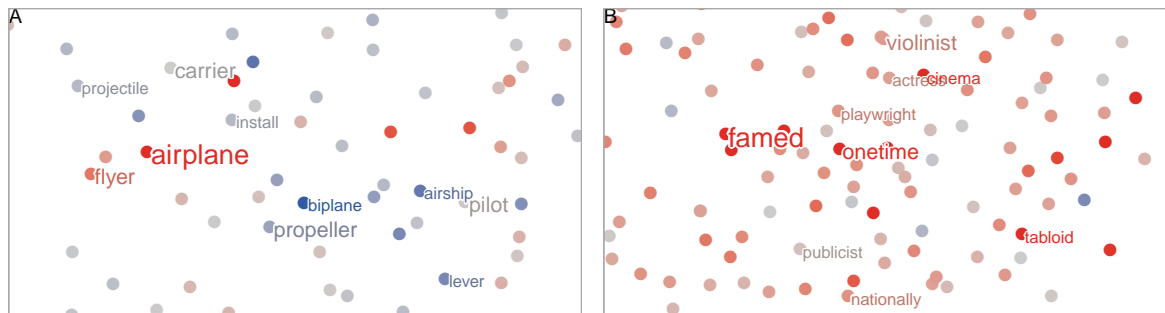 A
carrier
projectile
install
airplane
flyer
airship
biplane
pilot
propeller
lever
B
violinist
actress
cinema
playwright
famed
onetime
tabloid
publicist
nationally